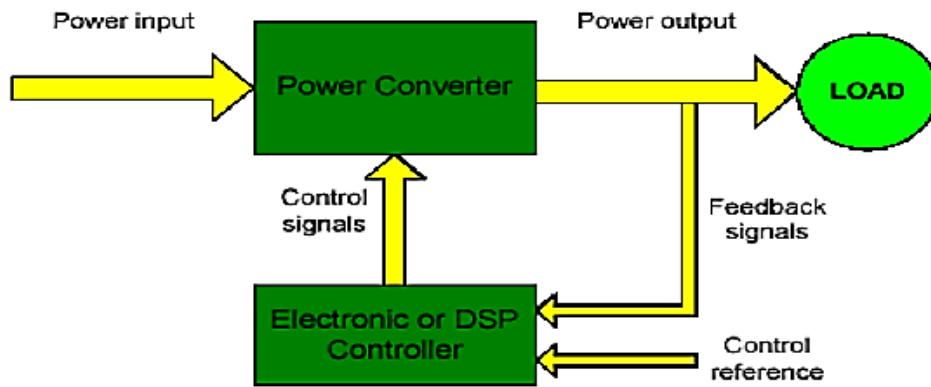 Power input
Power output
Power Converter
LOAD
Control
signals
Feedback
signals
Electronic or DSP
Controller
Control
reference